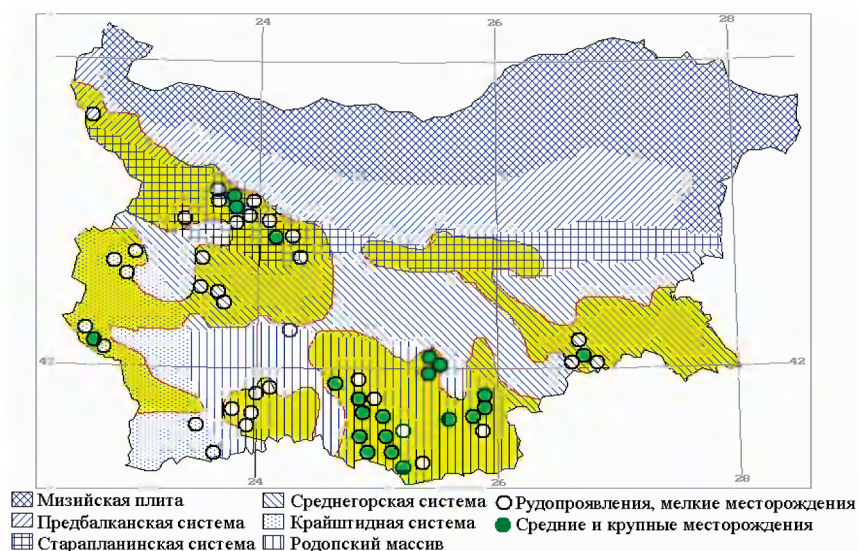 24
26
28
42
42
24
26
28
Мизийская плита
Предбалканская система
Старапланинская система
Среднегорская система
Крайштидная система
Родопский массив
Рудопроявления, мелкие месторождения
Средние и крупные месторождения